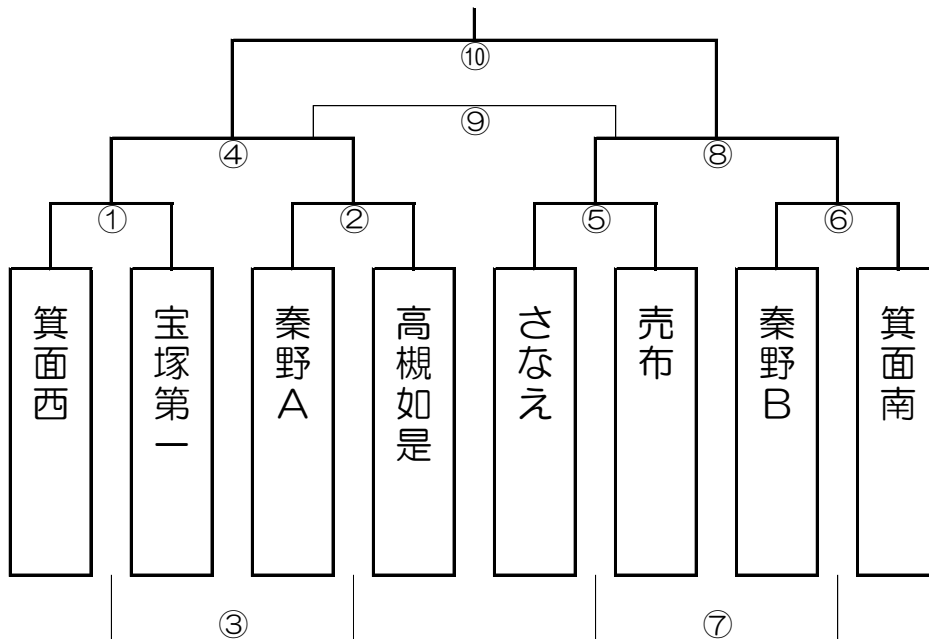 ⑩
⑨
④
⑧
①
②
⑤
⑥
箕面西
宝塚第一
秦野A
高槻如是
さなえ
売布
秦野B
箕面南
③
⑦